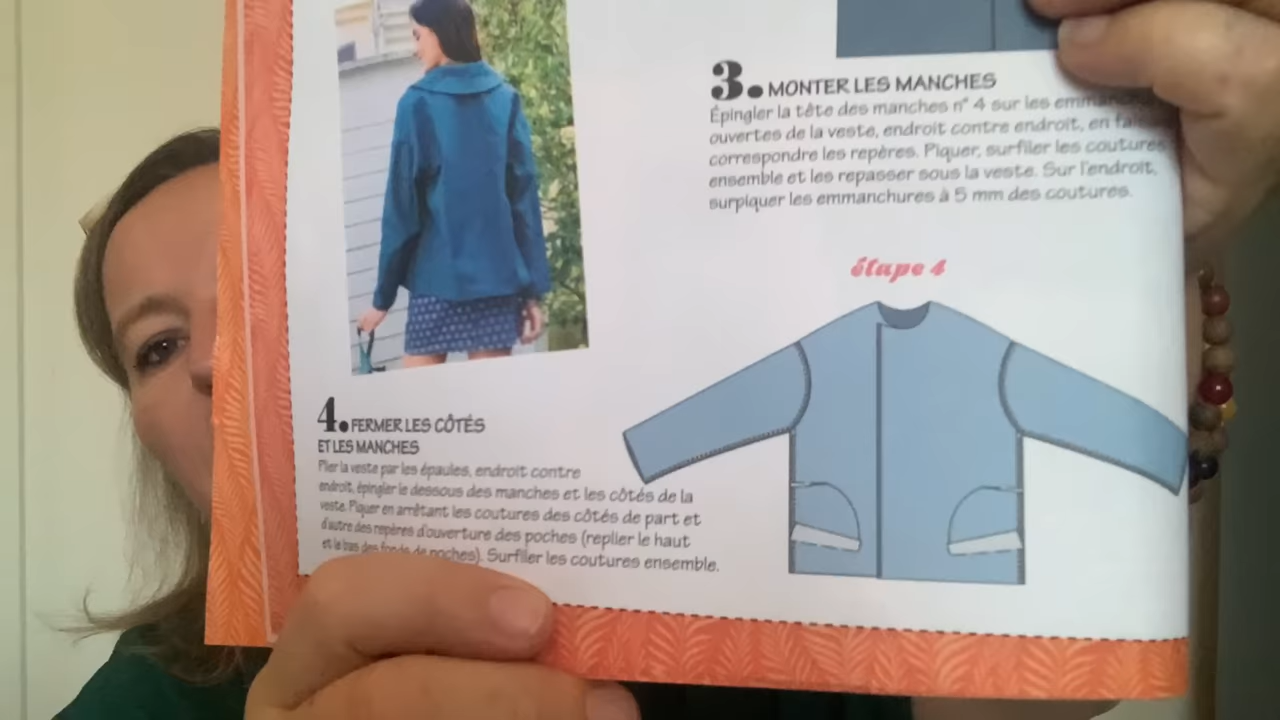 3. MONTER LES MANCHES
Épingler la tête des manches n° 4 sur les
ouvertes de la veste, endroit contre endroit, en
correspondre les repères. Piquer, surfiler les coutures
ensemble et les repasser sous la veste. Sur l'endroit,
surpiquer les emmanchures à 5 mm des coutures.
étape 4
4. FERMER LES CÔTÉS
ET LES MANCHES
Plier la veste par les épaules, endroit contre
endroit, épingler le dessous des manches et les côtés de la
veste. Piquer en arrêtant les coutures des côtés de part et
d'autre des repères d'ouverture des poches (replier le haut
et le bas des fonds de poches). Surfiler les coutures ensemble.